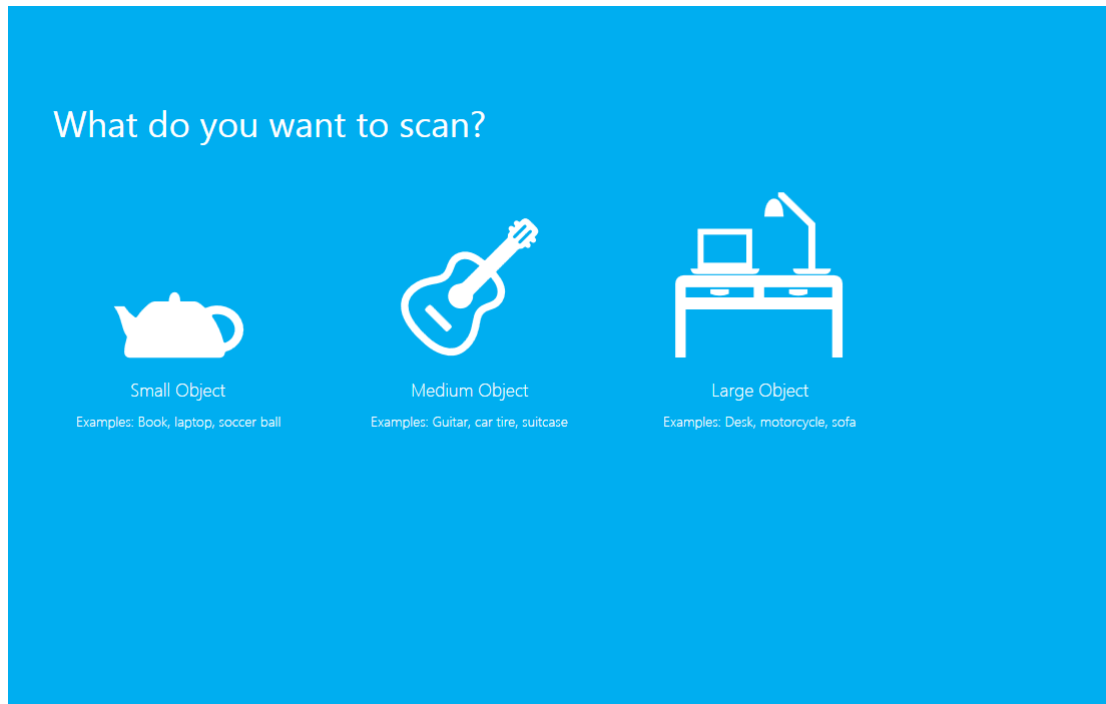 What do you want to scan?
Small Object
Examples: Book, laptop, soccer ball
Medium Object
Examples: Guitar, car tire, suitcase
Large Object
Examples: Desk, motorcycle, sofa